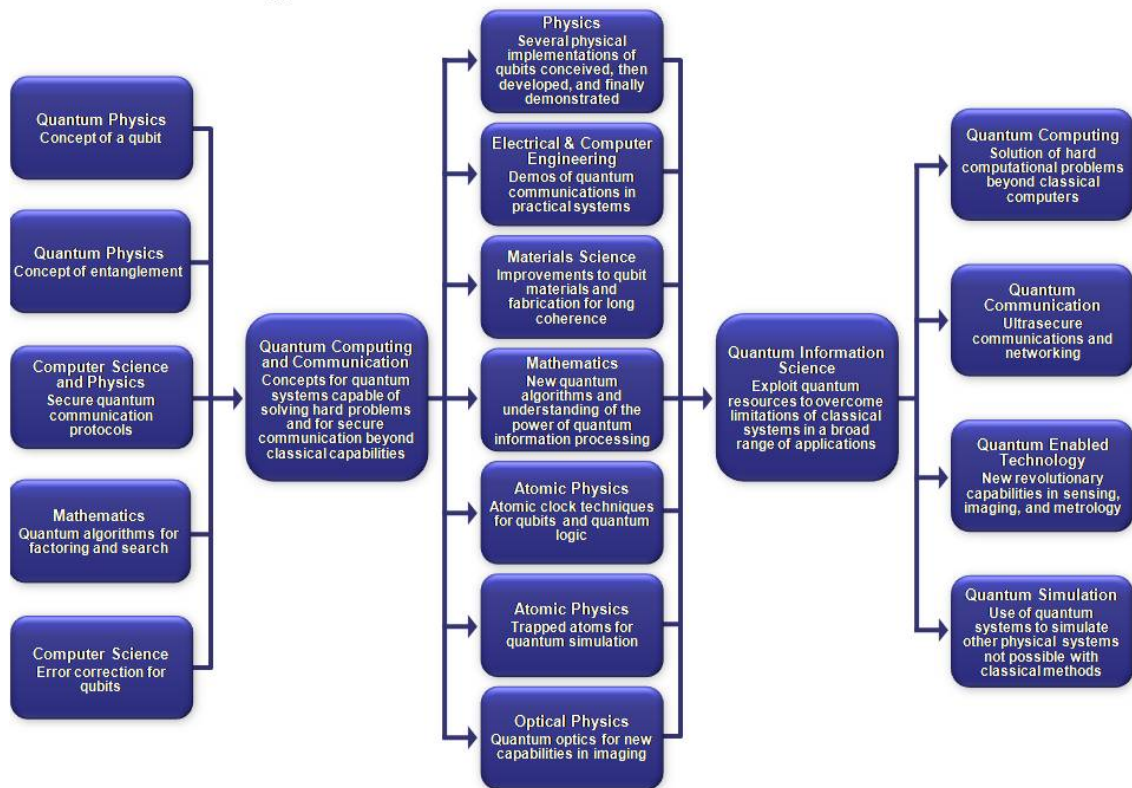 Quantum Physics
Concept of a qubit
Quantum Physics
Concept of entanglement
Computer Science
and Physics
Secure quantum
communication
protocols
Mathematics
Quantum algorithms for
factoring and search
Computer Science
Error correction for
qubits
Quantum Computing
and Communication
Concepts for quantum
systems capable of
solving hard problems
and for secure
communication beyond
classical capabilities
Physics
Several physical
implementations of
qubits conceived, then
developed, and finally
demonstrated
Electrical & Computer
Engineering
Demos of quantum
communications in
practical systems
Materials Science
Improvements to qubit
materials and
fabrication for long
coherence
Mathematics
New quantum
algorithms and
understanding of the
power of quantum
information processing
Atomic Physics
Atomic clock techniques
for qubits and quantum
logic
Atomic Physics
Trapped atoms for
quantum simulation
Optical Physics
Quantum optics for new
capabilities in imaging
Quantum Information
Science
Exploit quantum
resources to overcome
limitations of classical
systems in a broad
range of applications
Quantum Computing
Solution of hard
computational problems
beyond classical
computers
Quantum
Communication
Ultrasecure
communications and
networking
Quantum Enabled
Technology
New revolutionary
capabilities in sensing,
imaging, and metrology
Quantum Simulation
Use of quantum
systems to simulate
other physical systems
not possible with
classical methods